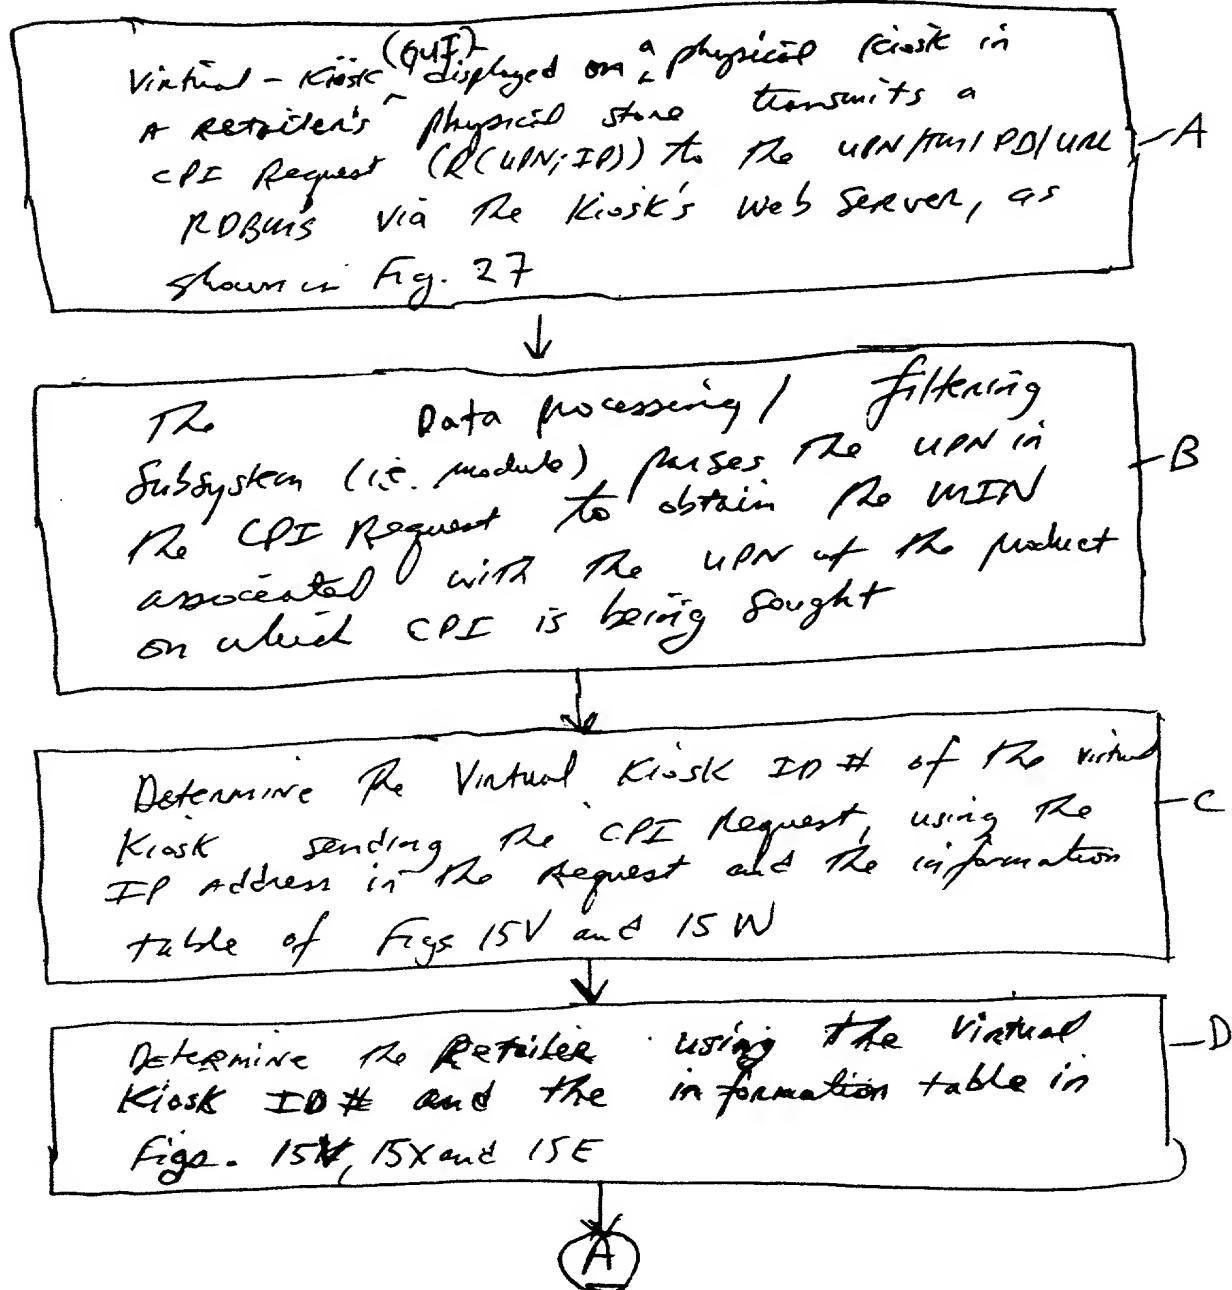 (GUI)
Virtual - Kiosk displayed on a physical kiosk in
A Retailer's physical store transmits a
CPI Request (R(UPN; IP)) to the UPN/TM/PD/URL
RDBMS via the Kiosk's Web Server, as
shown in Fig. 27
A
The Data processing / filtering
Subsystem (i.e. module) parses the UPN in
the CPI Request to obtain the MIN
associated with the UPN of the product
on which CPI is being sought
B
Determine the Virtual Kiosk ID # of the virtual
Kiosk sending the CPI Request, using the
IP Address in the Request and the information
table of Figs 15V and 15W
C
Determine the Retailer using the Virtual
Kiosk ID # and the information table in
Figs. 15X and 15E
D
A